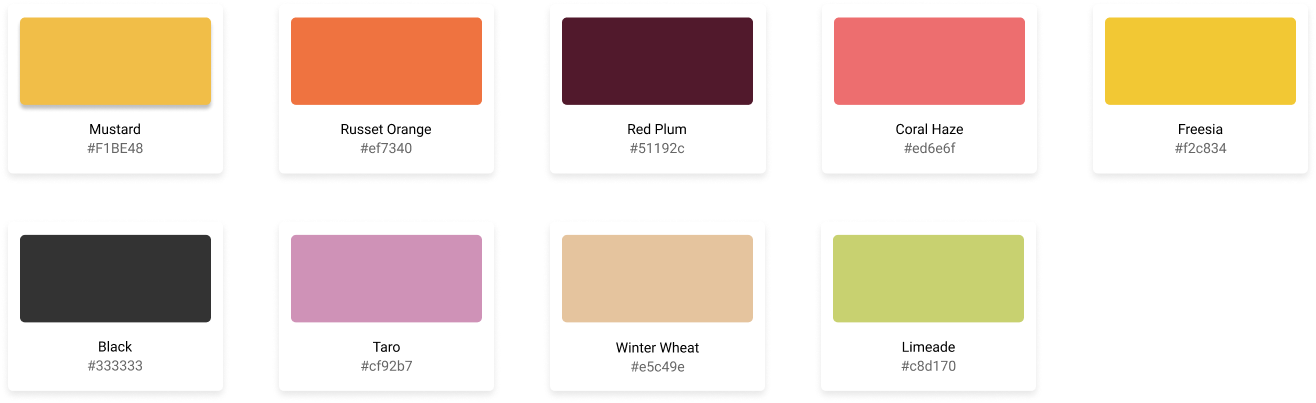 Mustard
#F1BE48
Russet Orange
#ef7340
Red Plum
#51192c
Coral Haze
#ed6e6f
Freesia
#f2c834
Black
#333333
Taro
#cf92b7
Winter Wheat
#e5c49e
Limeade
#c8d170